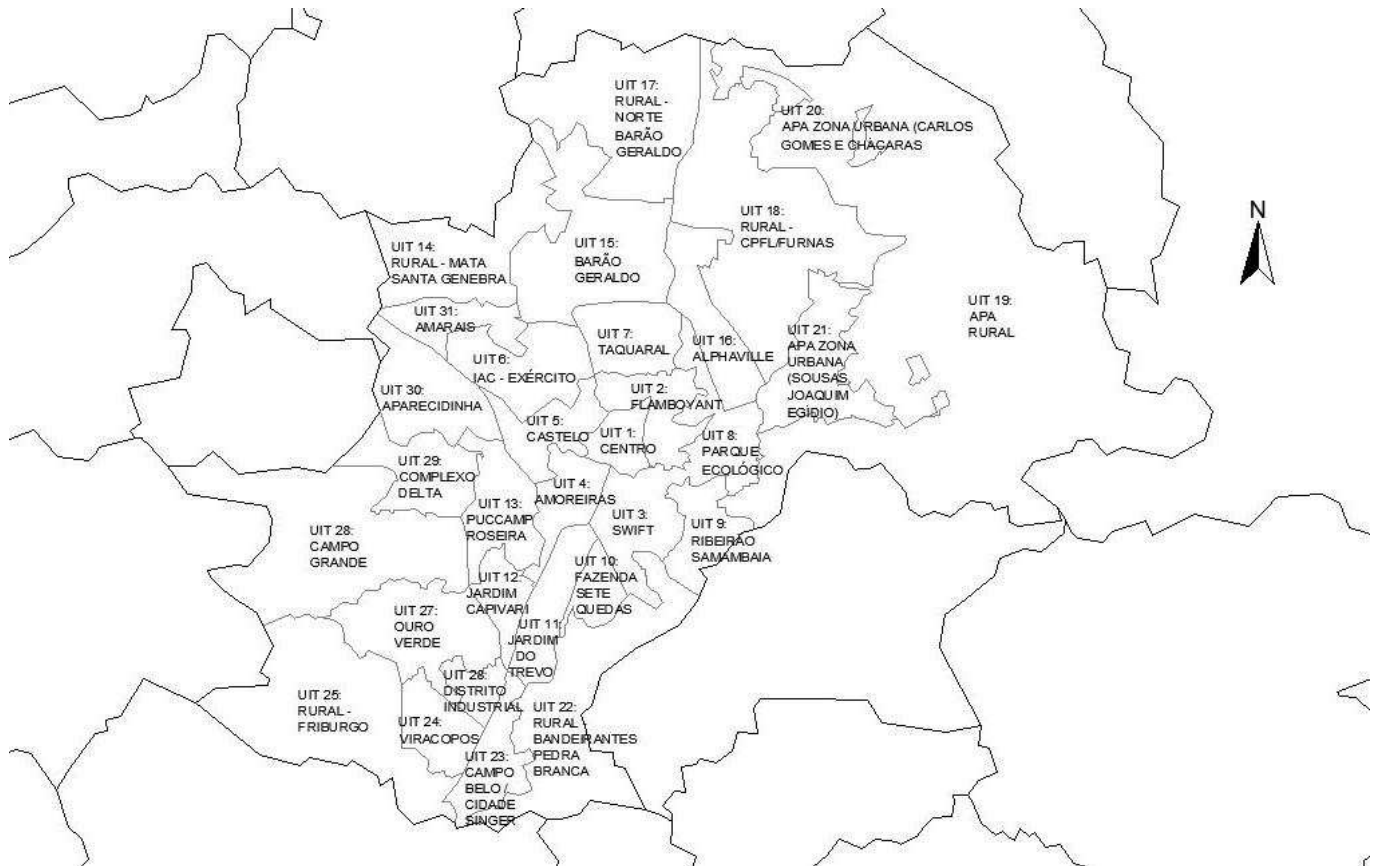 UIT 17:
RURAL -
NORTE
BARÃO
GERALDO
UIT 20:
APA ZONA URBANA (CARLOS
GOMES E CHÁCARAS
N
UIT 18:
RURAL -
CPFL/FURNAS
UIT 14:
RURAL - MATA
SANTA GENEBRA
UIT 15:
BARÃO
GERALDO
UIT 19:
APA
RURAL
UIT 31:
AMARAIS
UIT 7:
TAQUARAL
UIT 16:
ALPHAVILLE
UIT 21:
APA ZONA
URBANA
(SOUSAS,
JOAQUIM
EGÍDIO)
UIT 6:
IAC - EXÉRCITO
UIT 30:
APARECIDINHA
UIT 2:
FLAMBOYANT
UIT 5:
CASTELO
UIT 1:
CENTRO
UIT 8:
PARQUE
ECOLÓGICO
UIT 29:
COMPLEXO
DELTA
UIT 4:
AMOREIRAS
UIT 13:
PUCCAMP
ROSEIRA
UIT 3:
SWIFT
UIT 9:
RIBEIRÃO
SAMAMBAIA
UIT 28:
CAMPO
GRANDE
UIT 10:
FAZENDA
SETE
QUEDAS
UIT 12:
JARDIM
CAPIVARI
UIT 27:
OURO
VERDE
UIT 11:
JARDIM
DO
TREVO
UIT 28:
DISTRITO
INDUSTRIAL
UIT 25:
RURAL -
FRIBURGO
UIT 24:
VIRACOPOS
UIT 22:
RURAL
BANDEIRANTES
PEDRA
BRANCA
UIT 23:
CAMPO
BELO /
CIDADE
SINGER